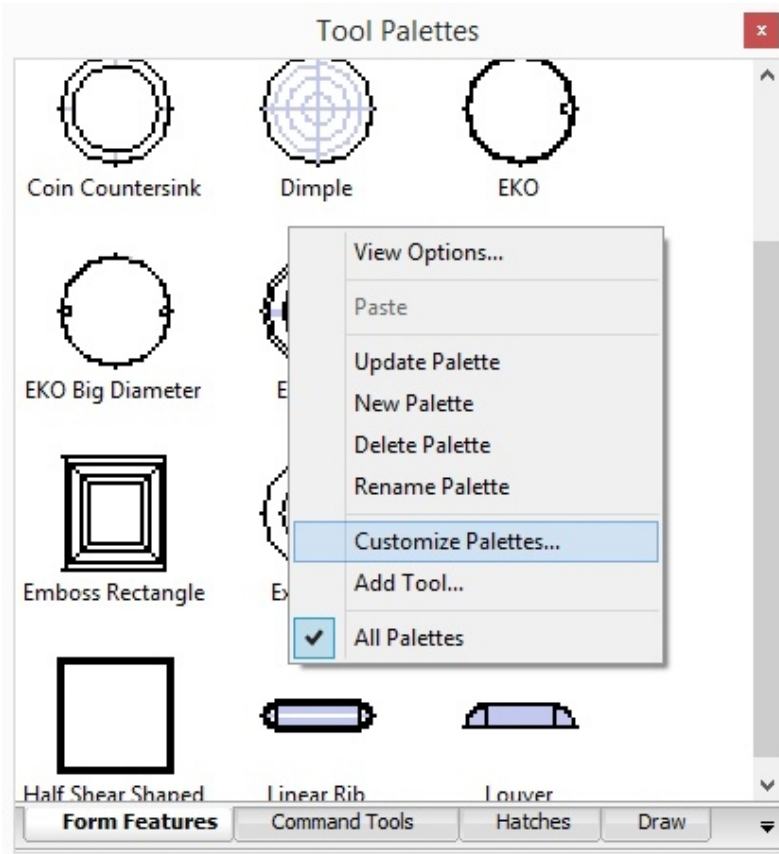 Tool Palettes
x
Coin Countersink
Dimple
EKO
View Options...
Paste
EKO Big Diameter
Update Palette
New Palette
Delete Palette
Rename Palette
Customize Palettes...
Emboss Rectangle
Add Tool...
All Palettes
Half Shear Shaped
Linear Rib
Louver
Form Features
Command Tools
Hatches
Draw